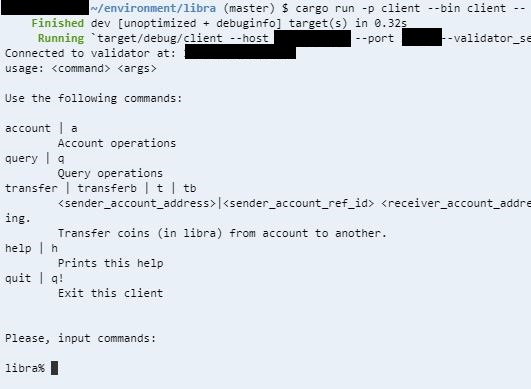 ~/environment/libra (master) $ cargo run -p client --bin client --
Finished dev [unoptimized + debuginfo] target(s) in 0.32s
Running `target/debug/client --host --port --validator_se
Connected to validator at:
usage: <command> <args>
Use the following commands:
account | a
Account operations
query | q
Query operations
transfer | transferb | t | tb
<sender_account_address>|<sender_account_ref_id> <receiver_account_addre
ing.
Transfer coins (in libra) from account to another.
help | h
Prints this help
quit | q!
Exit this client
Please, input commands:
libra%